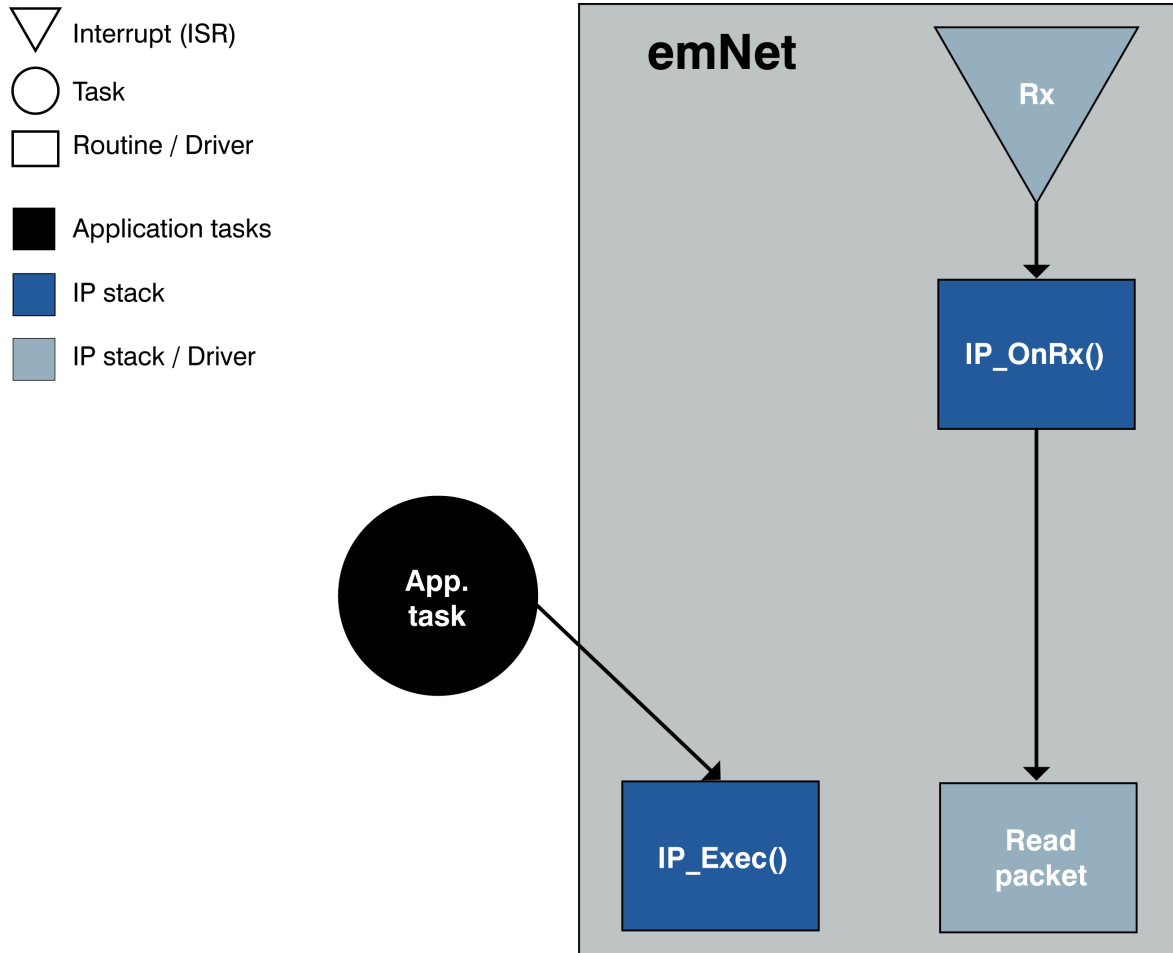 Interrupt (ISR)
Task
Routine / Driver
Application tasks
IP stack
IP stack / Driver
emNet
Rx
IP_OnRx()
App.
task
IP_Exec()
Read
packet